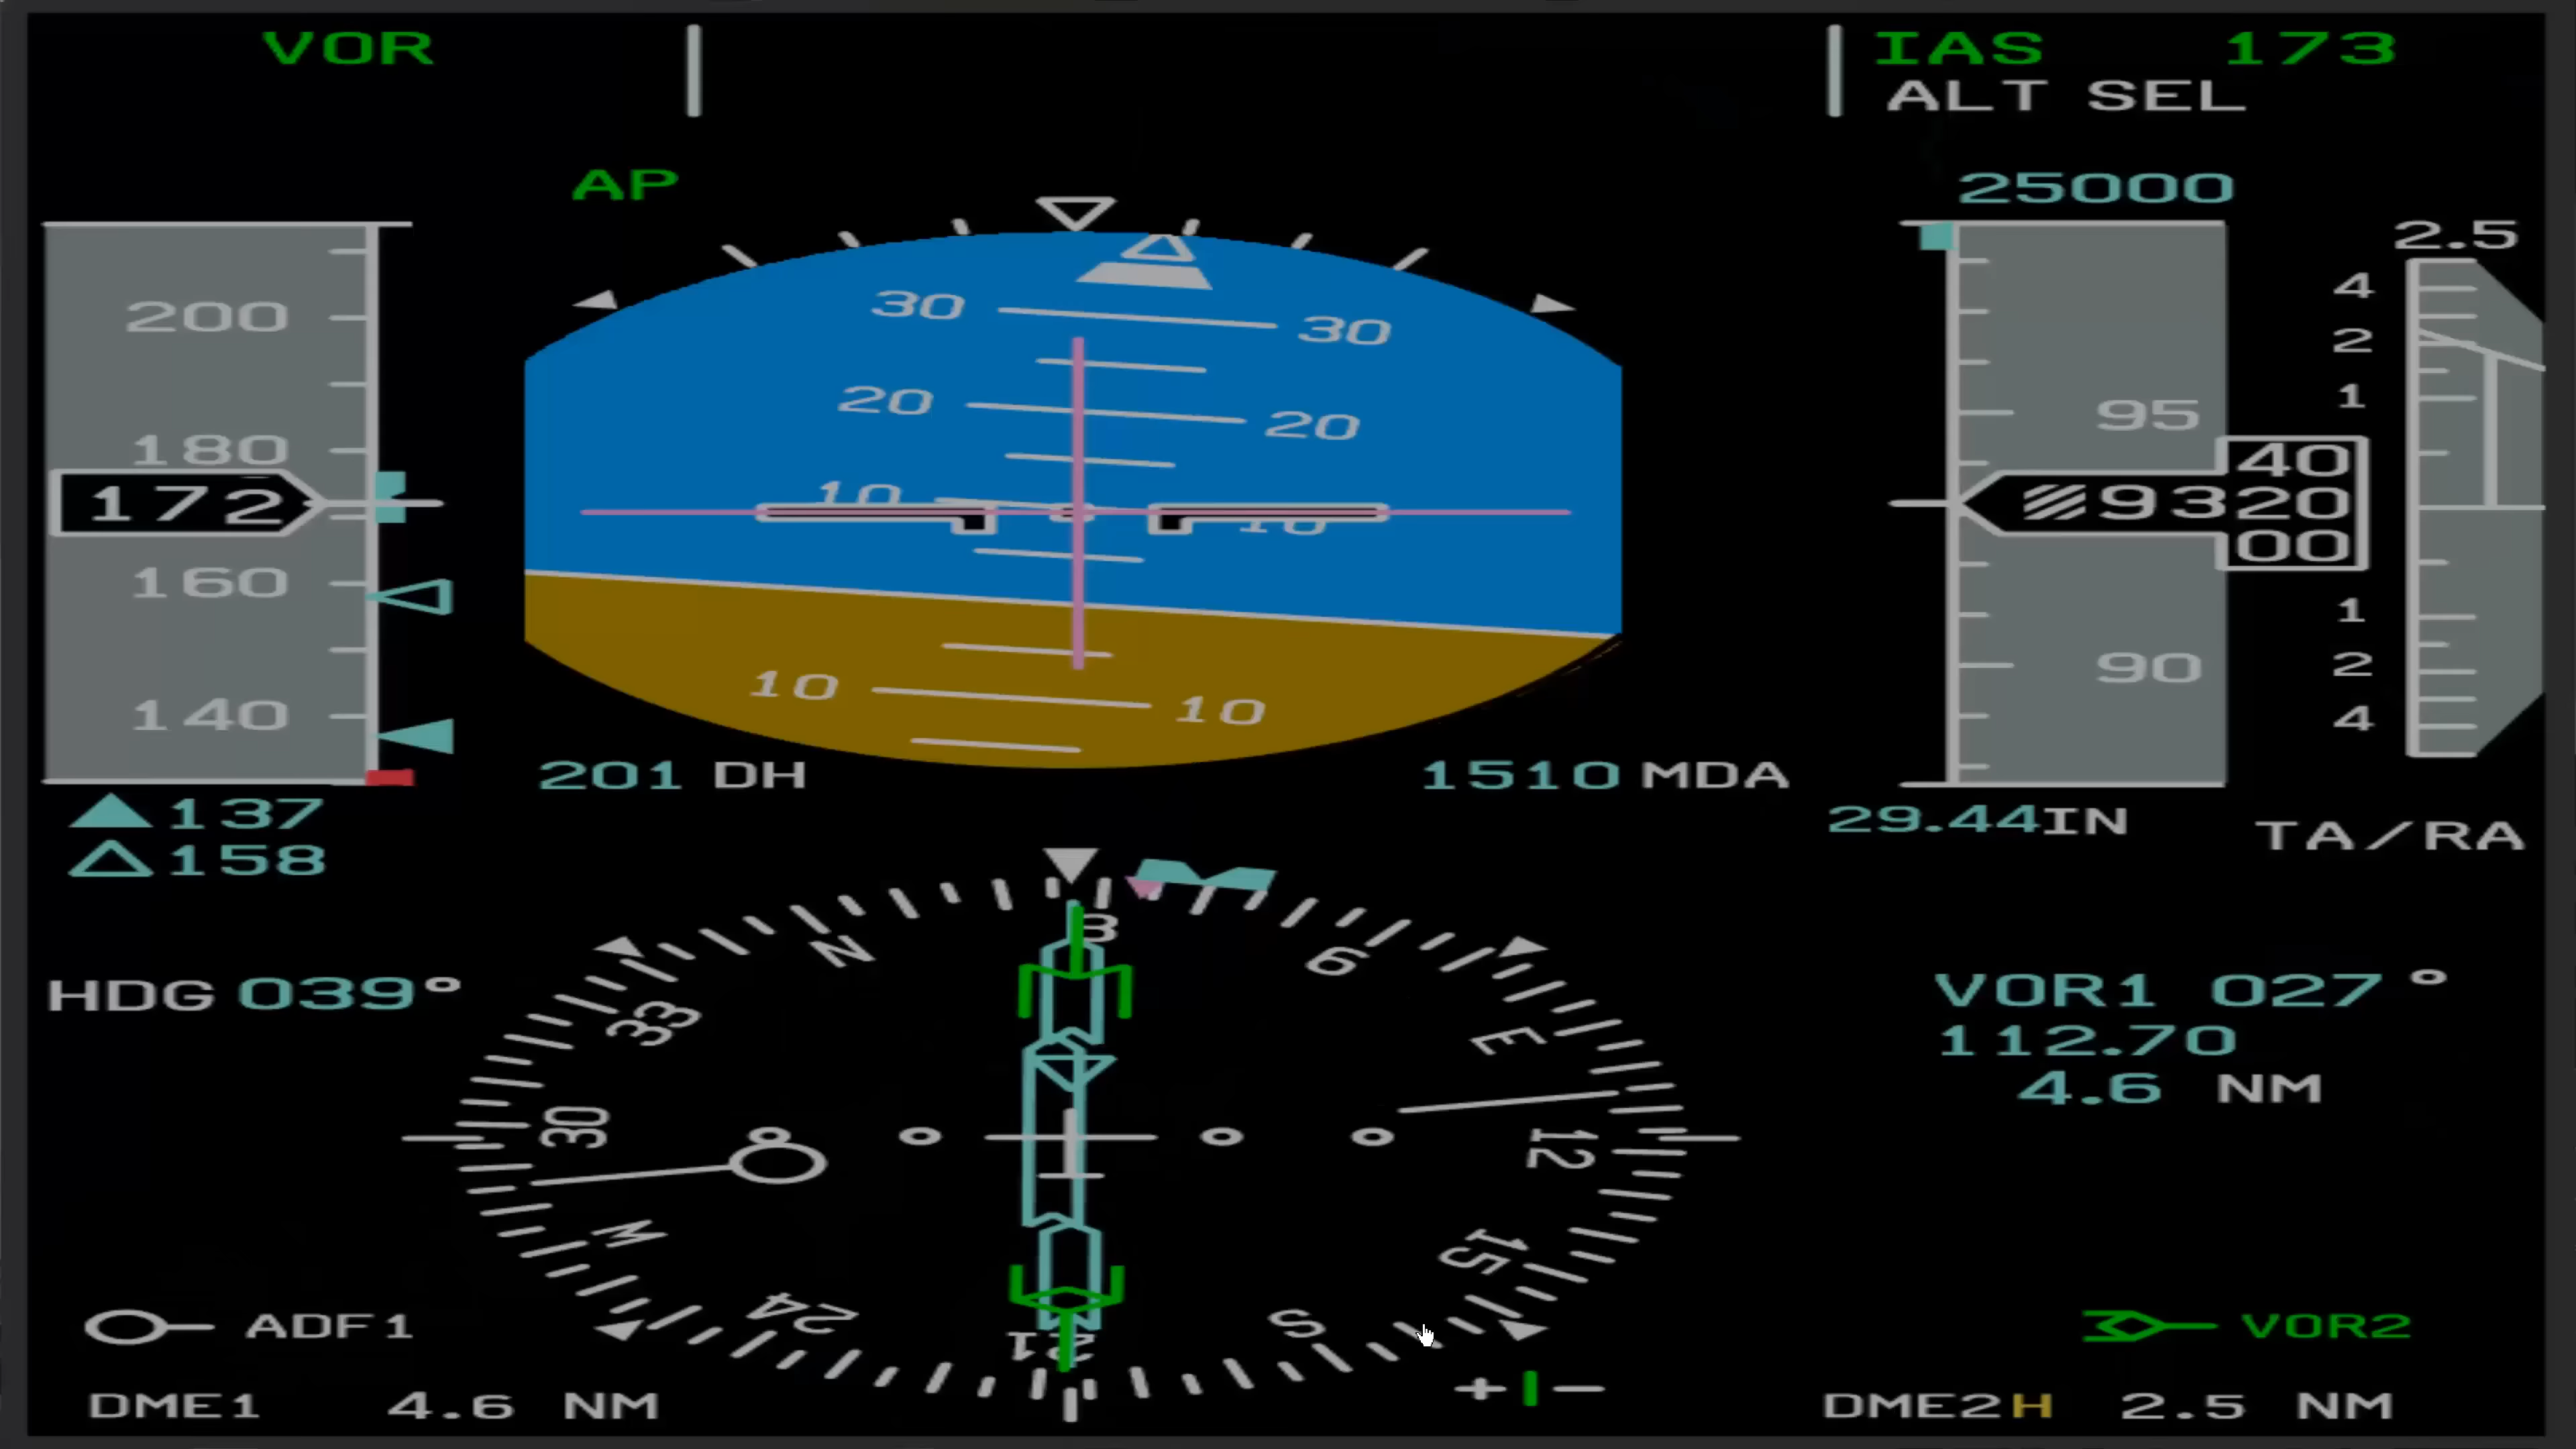 VOR
IAS 173
ALT SEL
AP
25000
2.5
200
180
172
160
140
30 30
20 20
10 10
10 10
95
9320
40
00
90
4
2
1
1
2
4
201 DH
1510 MDA
137
158
29.44IN
TA/RA
HDG 039°
VOR1 027°
112.70
4.6 NM
N
3
6
E
12
15
S
21
24
W
30
33
ADF1
VOR2
+ | −
DME1 4.6 NM
DME2H 2.5 NM